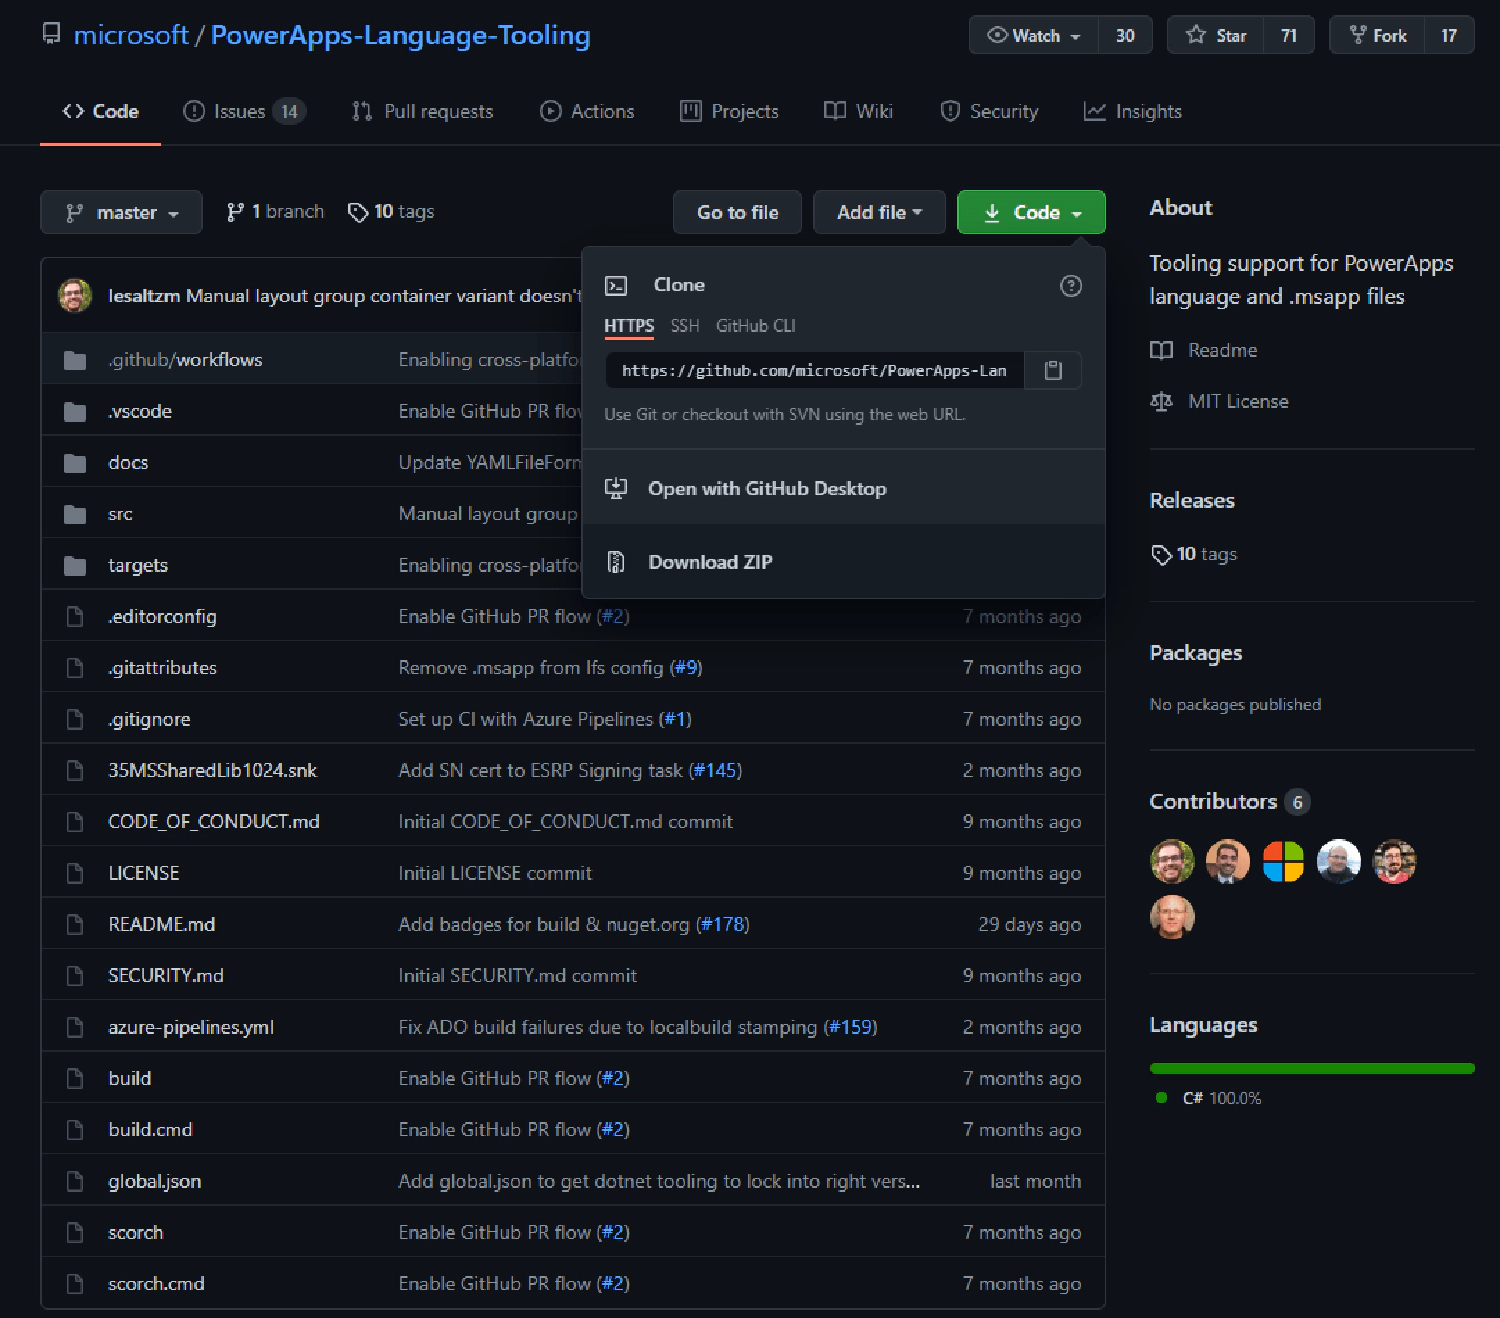 microsoft / PowerApps-Language-Tooling
Watch 30 Star 71 Fork 17
Code Issues 14 Pull requests Actions Projects Wiki Security Insights
master 1 branch 10 tags Go to file Add file Code
lesaltzm Manual layout group container variant doesn't
.github/workflows Enabling cross-platfo
.vscode Enable GitHub PR flow
docs Update YAMLFileForm
src Manual layout group
targets Enabling cross-platfo
Clone
HTTPS SSH GitHub CLI
https://github.com/microsoft/PowerApps-Lan
Use Git or checkout with SVN using the web URL.
Open with GitHub Desktop
Download ZIP
.editorconfig Enable GitHub PR flow (#2) 7 months ago
.gitattributes Remove .msapp from lfs config (#9) 7 months ago
.gitignore Set up CI with Azure Pipelines (#1) 7 months ago
35MSSharedLib1024.snk Add SN cert to ESRP Signing task (#145) 2 months ago
CODE_OF_CONDUCT.md Initial CODE_OF_CONDUCT.md commit 9 months ago
LICENSE Initial LICENSE commit 9 months ago
README.md Add badges for build & nuget.org (#178) 29 days ago
SECURITY.md Initial SECURITY.md commit 9 months ago
azure-pipelines.yml Fix ADO build failures due to localbuild stamping (#159) 2 months ago
build Enable GitHub PR flow (#2) 7 months ago
build.cmd Enable GitHub PR flow (#2) 7 months ago
global.json Add global.json to get dotnet tooling to lock into right vers... last month
scorch Enable GitHub PR flow (#2) 7 months ago
scorch.cmd Enable GitHub PR flow (#2) 7 months ago
About
Tooling support for PowerApps
language and .msapp files
Readme
MIT License
Releases
10 tags
Packages
No packages published
Contributors 6
Languages
C# 100.0%